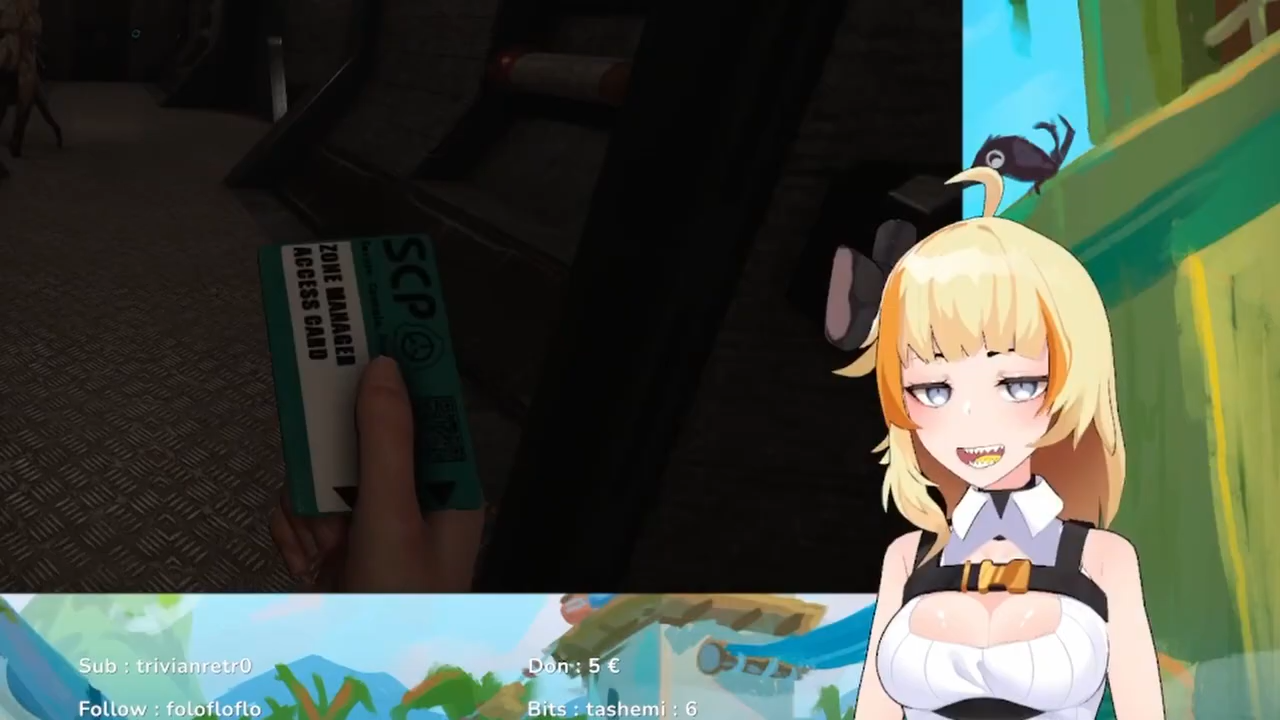 SCP
ZONE MANAGER
ACCESS CARD
Sub : trivianretr0
Don : 5 €
Follow : folofloflo
Bits : tashemi : 6